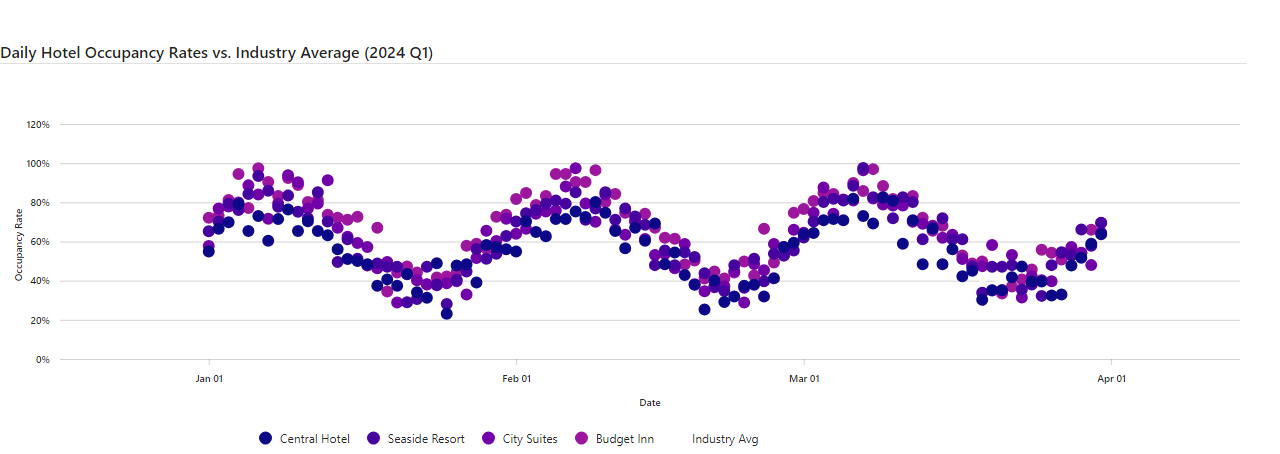 Daily Hotel Occupancy Rates vs. Industry Average (2024 Q1)
120%
100%
80%
60%
40%
20%
0%
Occupancy Rate
Jan 01 Feb 01 Mar 01 Apr 01
Date
Central Hotel Seaside Resort City Suites Budget Inn Industry Avg